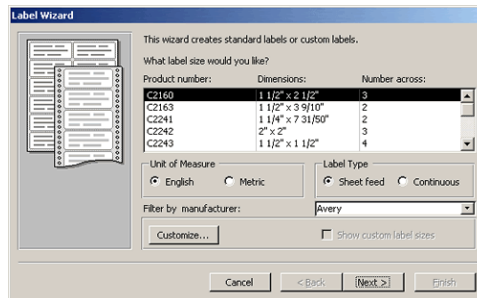 Label Wizard
This wizard creates standard labels or custom labels.
What label size would you like?
Product number: Dimensions: Number across:
C2160 1 1/2" x 2 1/2" 3
C2163 1 1/2" x 3 9/10" 2
C2241 1 1/4" x 7 31/50" 2
C2242 2" x 2" 3
C2243 1 1/2" x 1 1/2" 4
Unit of Measure Label Type
English Metric Sheet feed Continuous
Filter by manufacturer: Avery
Customize... Show custom label sizes
Cancel < Back Next > Finish